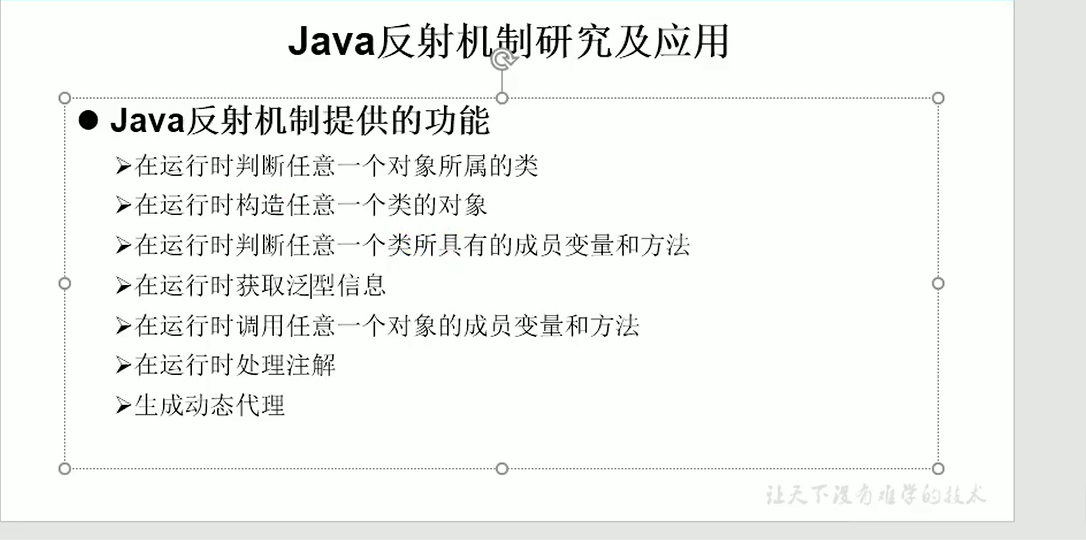 Java反射机制研究及应用
● Java反射机制提供的功能
➢在运行时判断任意一个对象所属的类
➢在运行时构造任意一个类的对象
➢在运行时判断任意一个类所具有的成员变量和方法
➢在运行时获取泛型信息
➢在运行时调用任意一个对象的成员变量和方法
➢在运行时处理注解
➢生成动态代理
让天下没有难学的技术